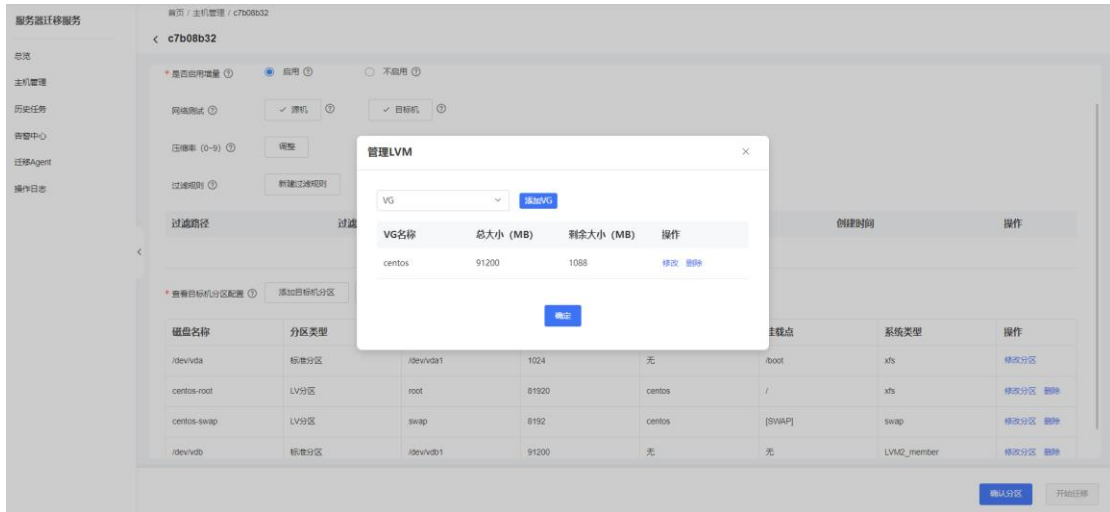 服务器迁移服务
总览
主机管理
历史任务
告警中心
迁移Agent
操作日志
首页 / 主机管理 / c7b08b32
c7b08b32
* 是否启用增量 启用 不启用
网络测试 源机 目标机
压缩率 (0~9) 调整
过滤规则 新建过滤规则
过滤路径 过滤 创建时间 操作
* 查看目标机分区配置 添加目标机分区
磁盘名称 分区类型 挂载点 系统类型 操作
/dev/vda 标准分区 /dev/vda1 1024 无 /boot xfs 修改分区
centos-root LV分区 root 81920 centos / xfs 修改分区 删除
centos-swap LV分区 swap 8192 centos [SWAP] swap 修改分区 删除
/dev/vdb 标准分区 /dev/vdb1 91200 无 无 LVM2_member 修改分区 删除
确认分区 开始迁移
管理LVM
VG 添加VG
VG名称 总大小 (MB) 剩余大小 (MB) 操作
centos 91200 1088 修改 删除
确定